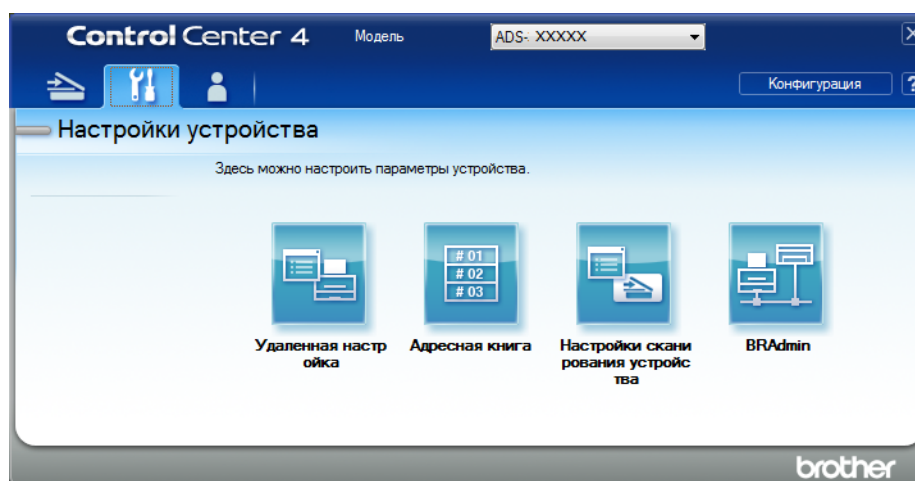 Control Center 4 Модель ADS- XXXXX
Конфигурация ?
Настройки устройства
Здесь можно настроить параметры устройства.
# 01
# 02
# 03
Удаленная настр
ойка
Адресная книга
Настройки скани
рования устройс
тва
BRAdmin
brother